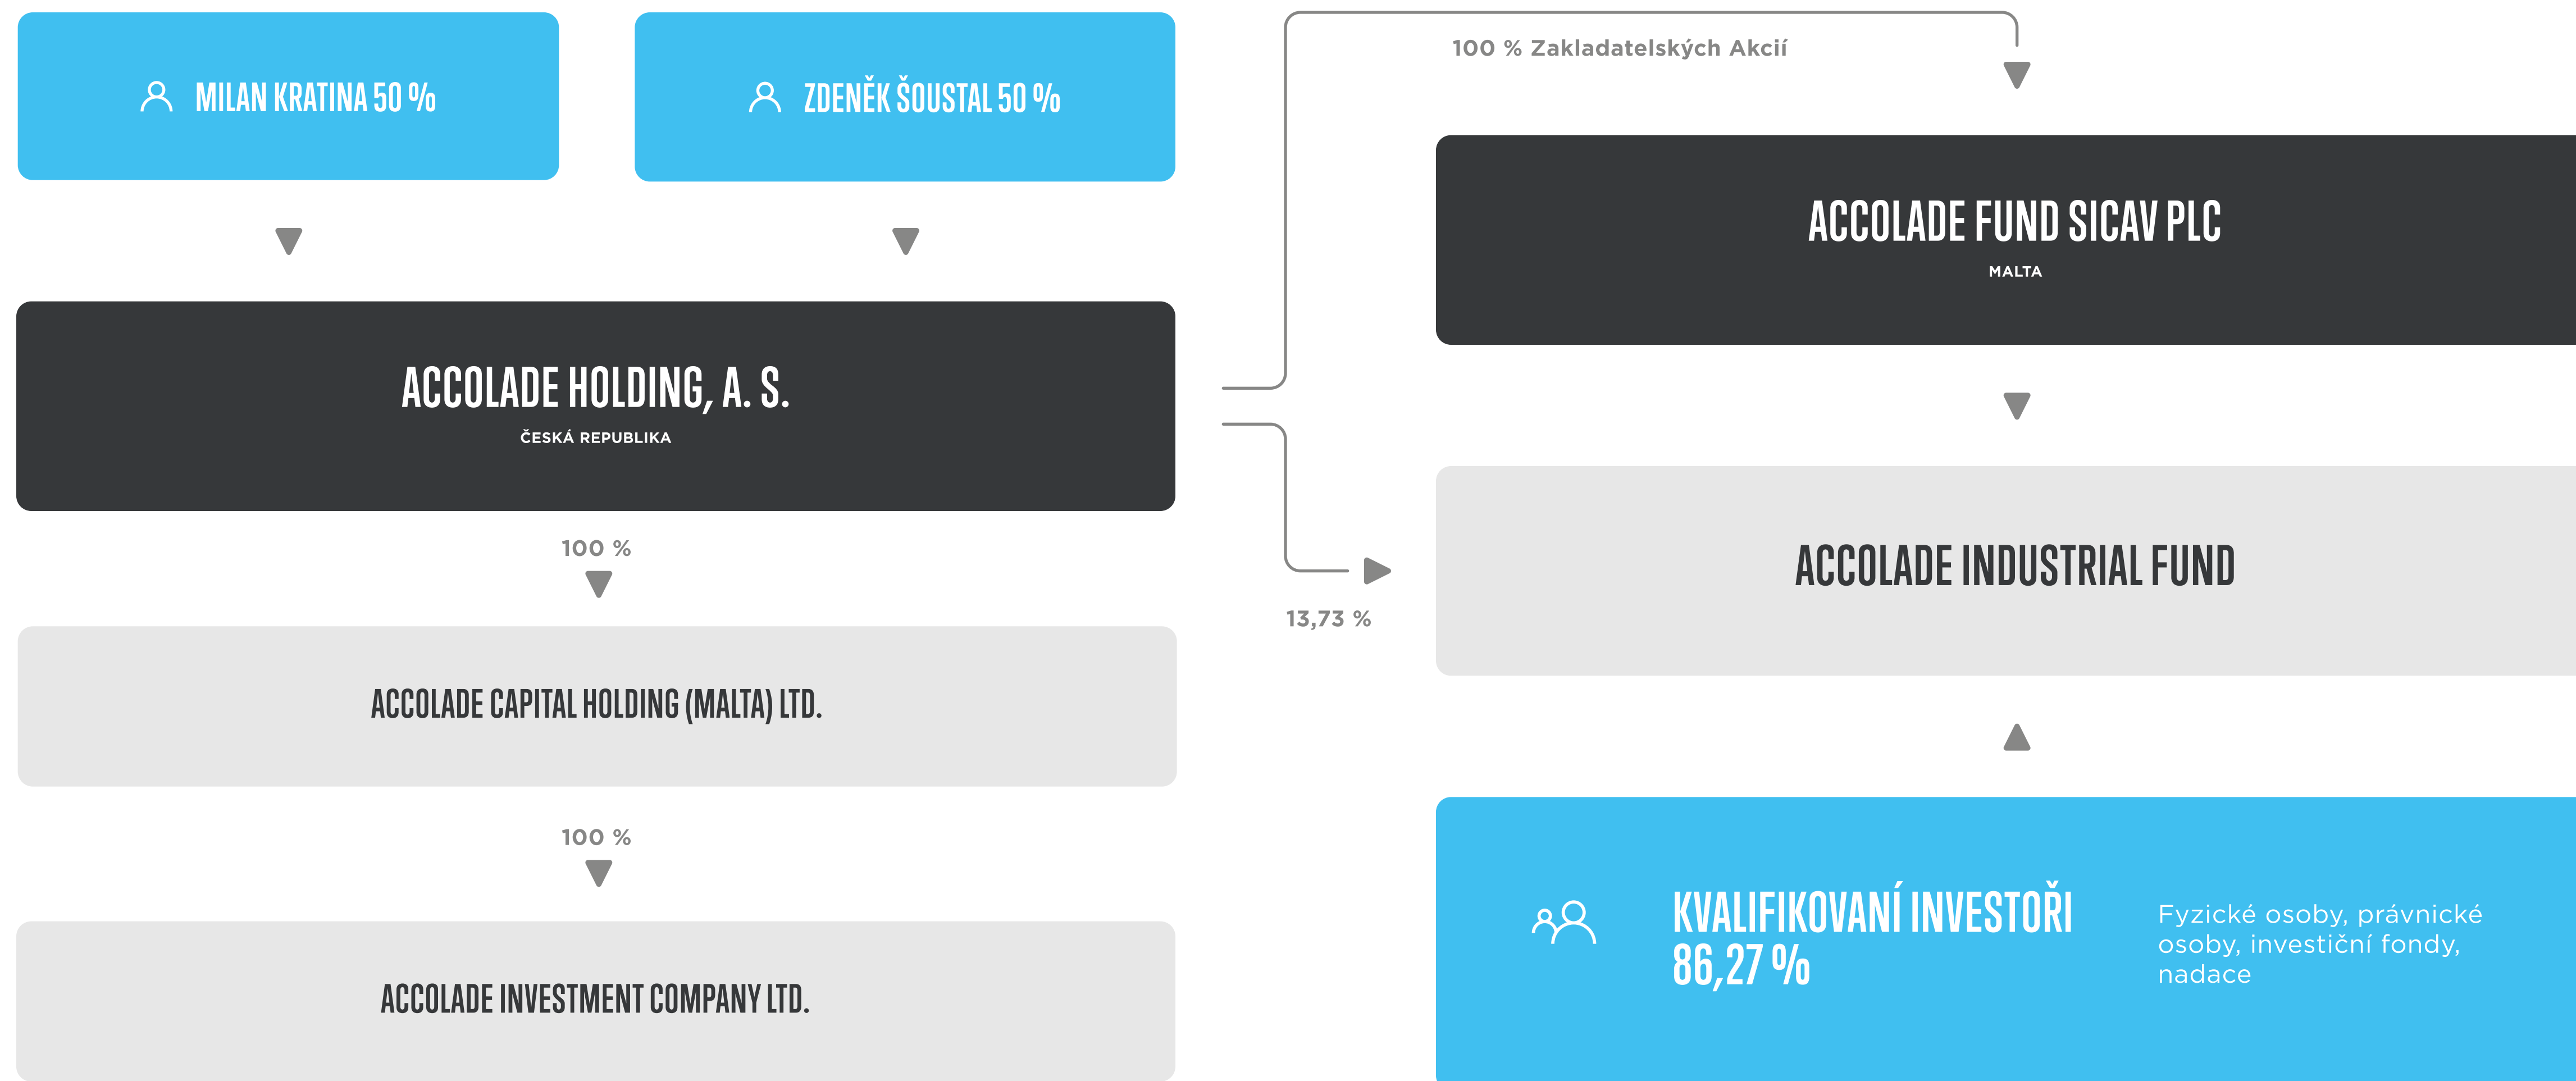 MILAN KRATINA 50 %
ZDENĚK ŠOUSTAL 50 %
ACCOLADE HOLDING, A. S.
ČESKÁ REPUBLIKA
100 %
ACCOLADE CAPITAL HOLDING (MALTA) LTD.
100 %
ACCOLADE INVESTMENT COMPANY LTD.
100 % Zakladatelských Akcií
ACCOLADE FUND SICAV PLC
MALTA
13,73 %
ACCOLADE INDUSTRIAL FUND
KVALIFIKOVANÍ INVESTOŘI
86,27 %
Fyzické osoby, právnické
osoby, investiční fondy,
nadace